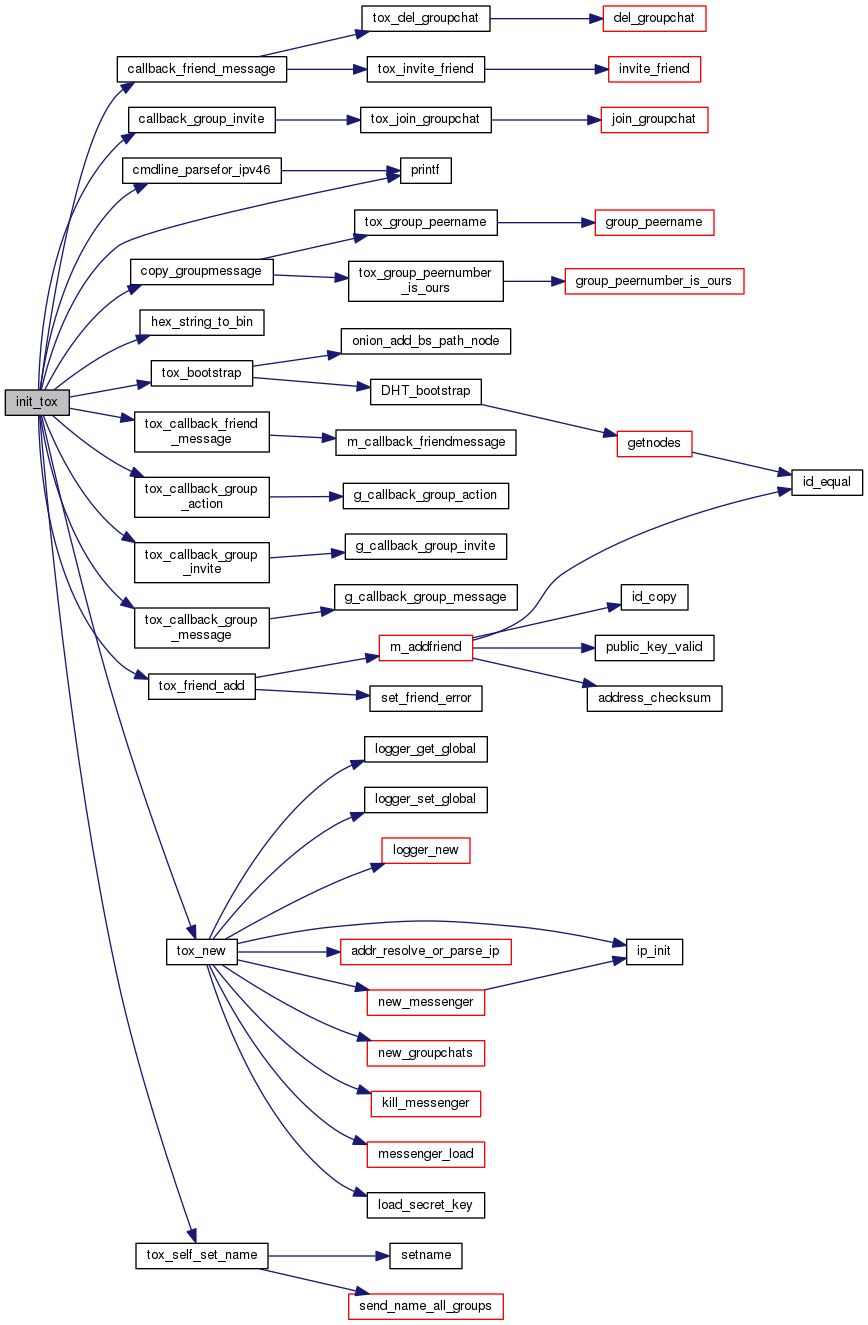 tox_del_groupchat
del_groupchat
callback_friend_message
tox_invite_friend
invite_friend
callback_group_invite
tox_join_groupchat
join_groupchat
cmdline_parsefor_ipv46
printf
tox_group_peername
group_peername
copy_groupmessage
tox_group_peernumber
_is_ours
group_peernumber_is_ours
hex_string_to_bin
onion_add_bs_path_node
tox_bootstrap
DHT_bootstrap
init_tox
tox_callback_friend
_message
m_callback_friendmessage
getnodes
id_equal
tox_callback_group
_action
g_callback_group_action
tox_callback_group
_invite
g_callback_group_invite
tox_callback_group
_message
g_callback_group_message
id_copy
m_addfriend
public_key_valid
tox_friend_add
set_friend_error
address_checksum
logger_get_global
logger_set_global
logger_new
tox_new
addr_resolve_or_parse_ip
ip_init
new_messenger
new_groupchats
kill_messenger
messenger_load
load_secret_key
tox_self_set_name
setname
send_name_all_groups